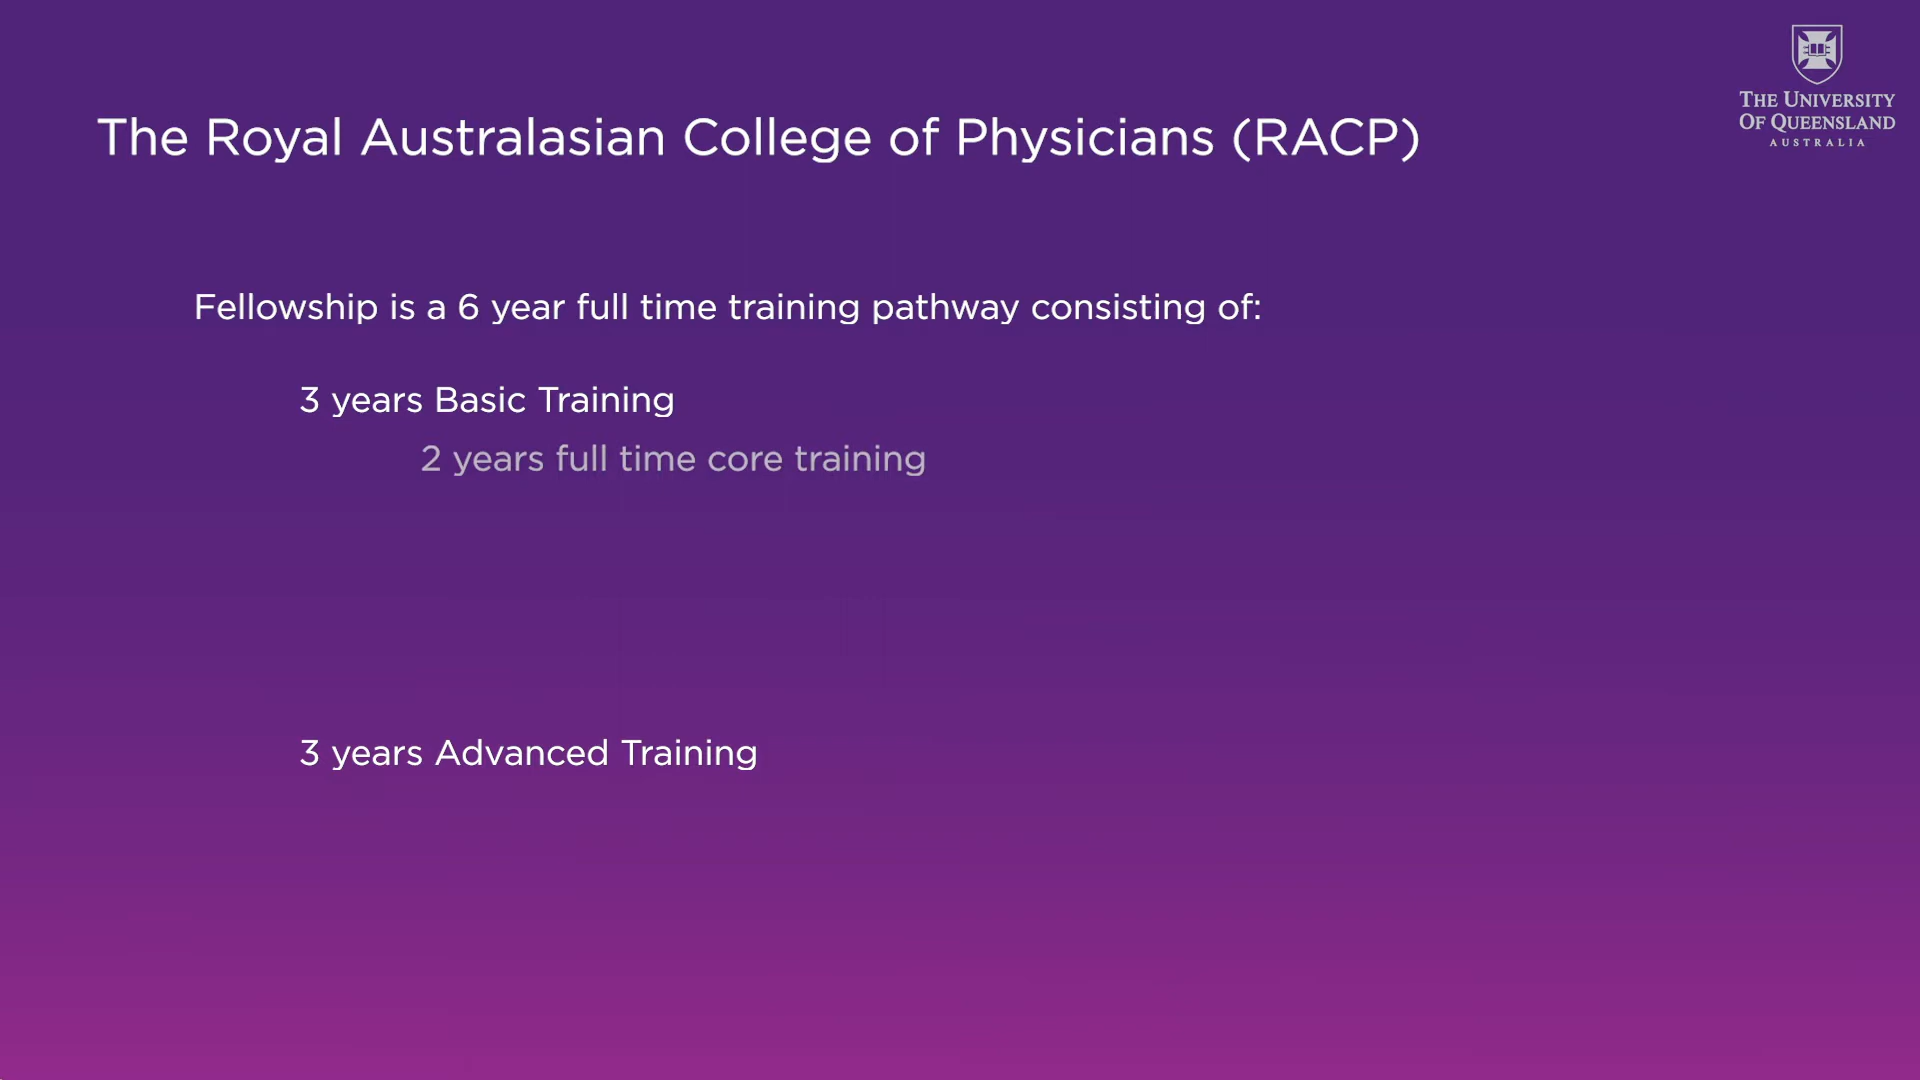 THE UNIVERSITY
OF QUEENSLAND
AUSTRALIA
The Royal Australasian College of Physicians (RACP)
Fellowship is a 6 year full time training pathway consisting of:
3 years Basic Training
2 years full time core training
3 years Advanced Training